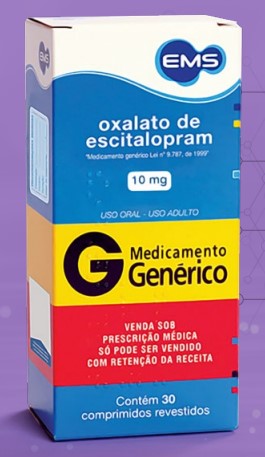 EMS
oxalato de
escitalopram
"Medicamento genérico Lei nº 9.787, de 1999"
10 mg
USO ORAL - USO ADULTO
G Medicamento
Genérico
VENDA SOB
PRESCRIÇÃO MÉDICA
SÓ PODE SER VENDIDO
COM RETENÇÃO DA RECEITA
Contém 30
comprimidos revestidos